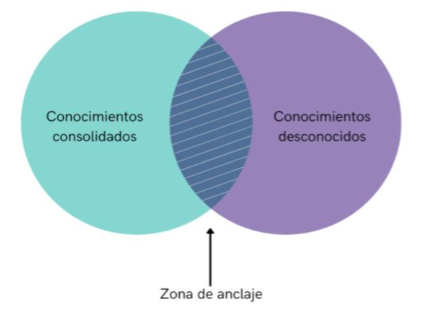 Conocimientos
consolidados
Conocimientos
desconocidos
Zona de anclaje